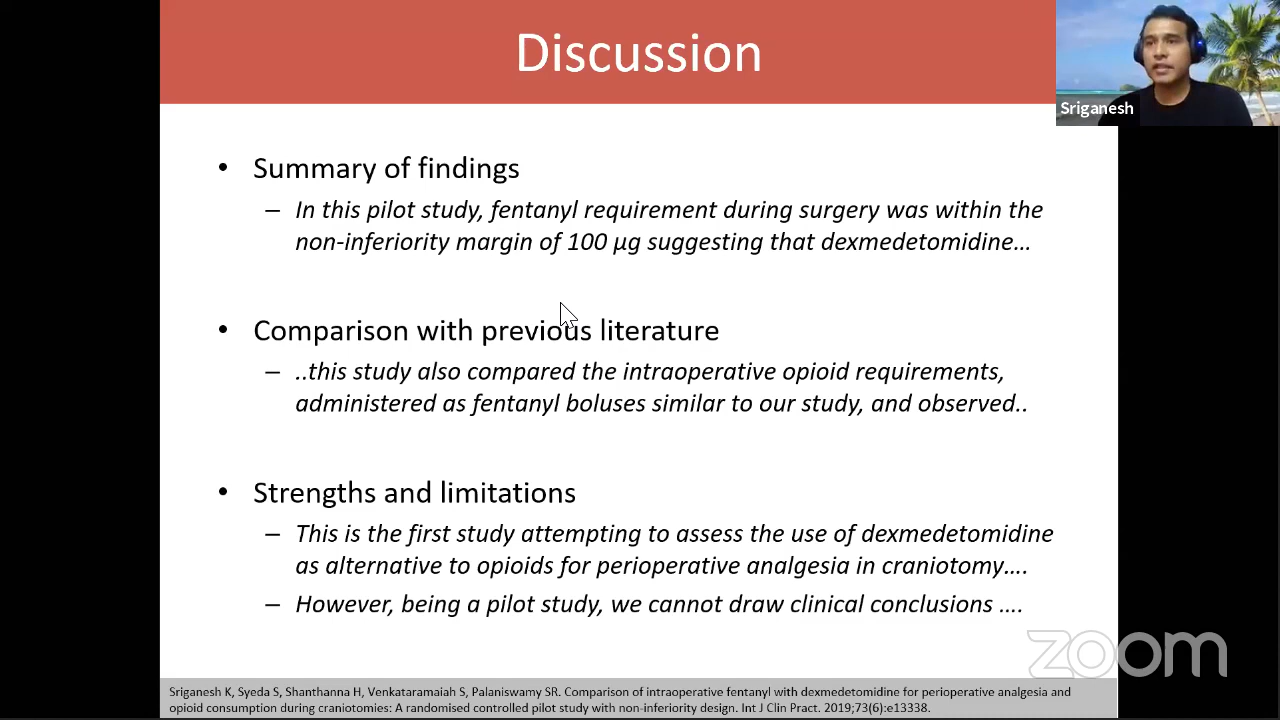 Discussion
Sriganesh
• Summary of findings
– In this pilot study, fentanyl requirement during surgery was within the
non-inferiority margin of 100 µg suggesting that dexmedetomidine…
• Comparison with previous literature
– ..this study also compared the intraoperative opioid requirements,
administered as fentanyl boluses similar to our study, and observed..
• Strengths and limitations
– This is the first study attempting to assess the use of dexmedetomidine
as alternative to opioids for perioperative analgesia in craniotomy….
– However, being a pilot study, we cannot draw clinical conclusions ….
zoom
Sriganesh K, Syeda S, Shanthanna H, Venkataramaiah S, Palaniswamy SR. Comparison of intraoperative fentanyl with dexmedetomidine for perioperative analgesia and
opioid consumption during craniotomies: A randomised controlled pilot study with non-inferiority design. Int J Clin Pract. 2019;73(6):e13338.